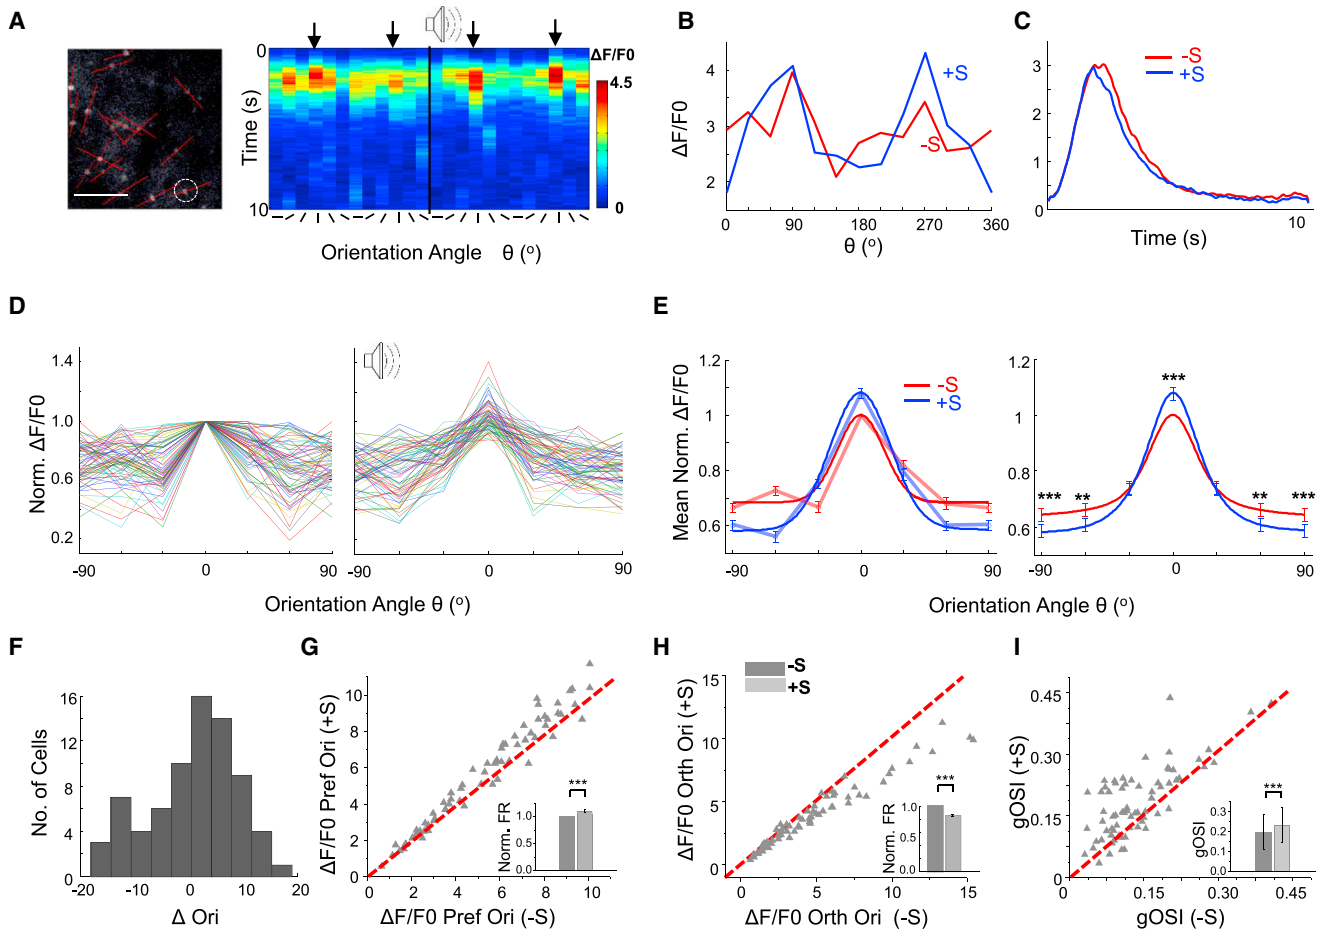 A
ΔF/F0
4.5
0
0
10
Time (s)
Orientation Angle θ (°)
B
4
3
2
ΔF/F0
+S
-S
0
90
180
270
360
θ (°)
C
-S
+S
3
2
1
0
ΔF/F0
10
Time (s)
D
1.4
1.0
0.6
0.2
Norm. ΔF/F0
-90
0
90
0
90
Orientation Angle θ (°)
E
1.2
1
0.8
0.6
Mean Norm. ΔF/F0
-S
+S
-90
0
90
1.2
1
0.8
0.6
***
***
**
**
***
-90
0
90
Orientation Angle θ (°)
F
16
12
8
4
0
No. of Cells
-20
-10
0
10
20
Δ Ori
G
10
8
6
4
2
0
ΔF/F0 Pref Ori (+S)
0
2
4
6
8
10
ΔF/F0 Pref Ori (-S)
***
1.0
0.5
0.0
Norm. FR
H
-S
+S
15
10
5
0
ΔF/F0 Orth Ori (+S)
0
5
10
15
ΔF/F0 Orth Ori (-S)
***
1.0
0.5
0.0
Norm. FR
I
0.45
0.30
0.15
0
gOSI (+S)
0.15
0.30
0.45
gOSI (-S)
***
0.3
0.2
0.1
0.0
gOSI